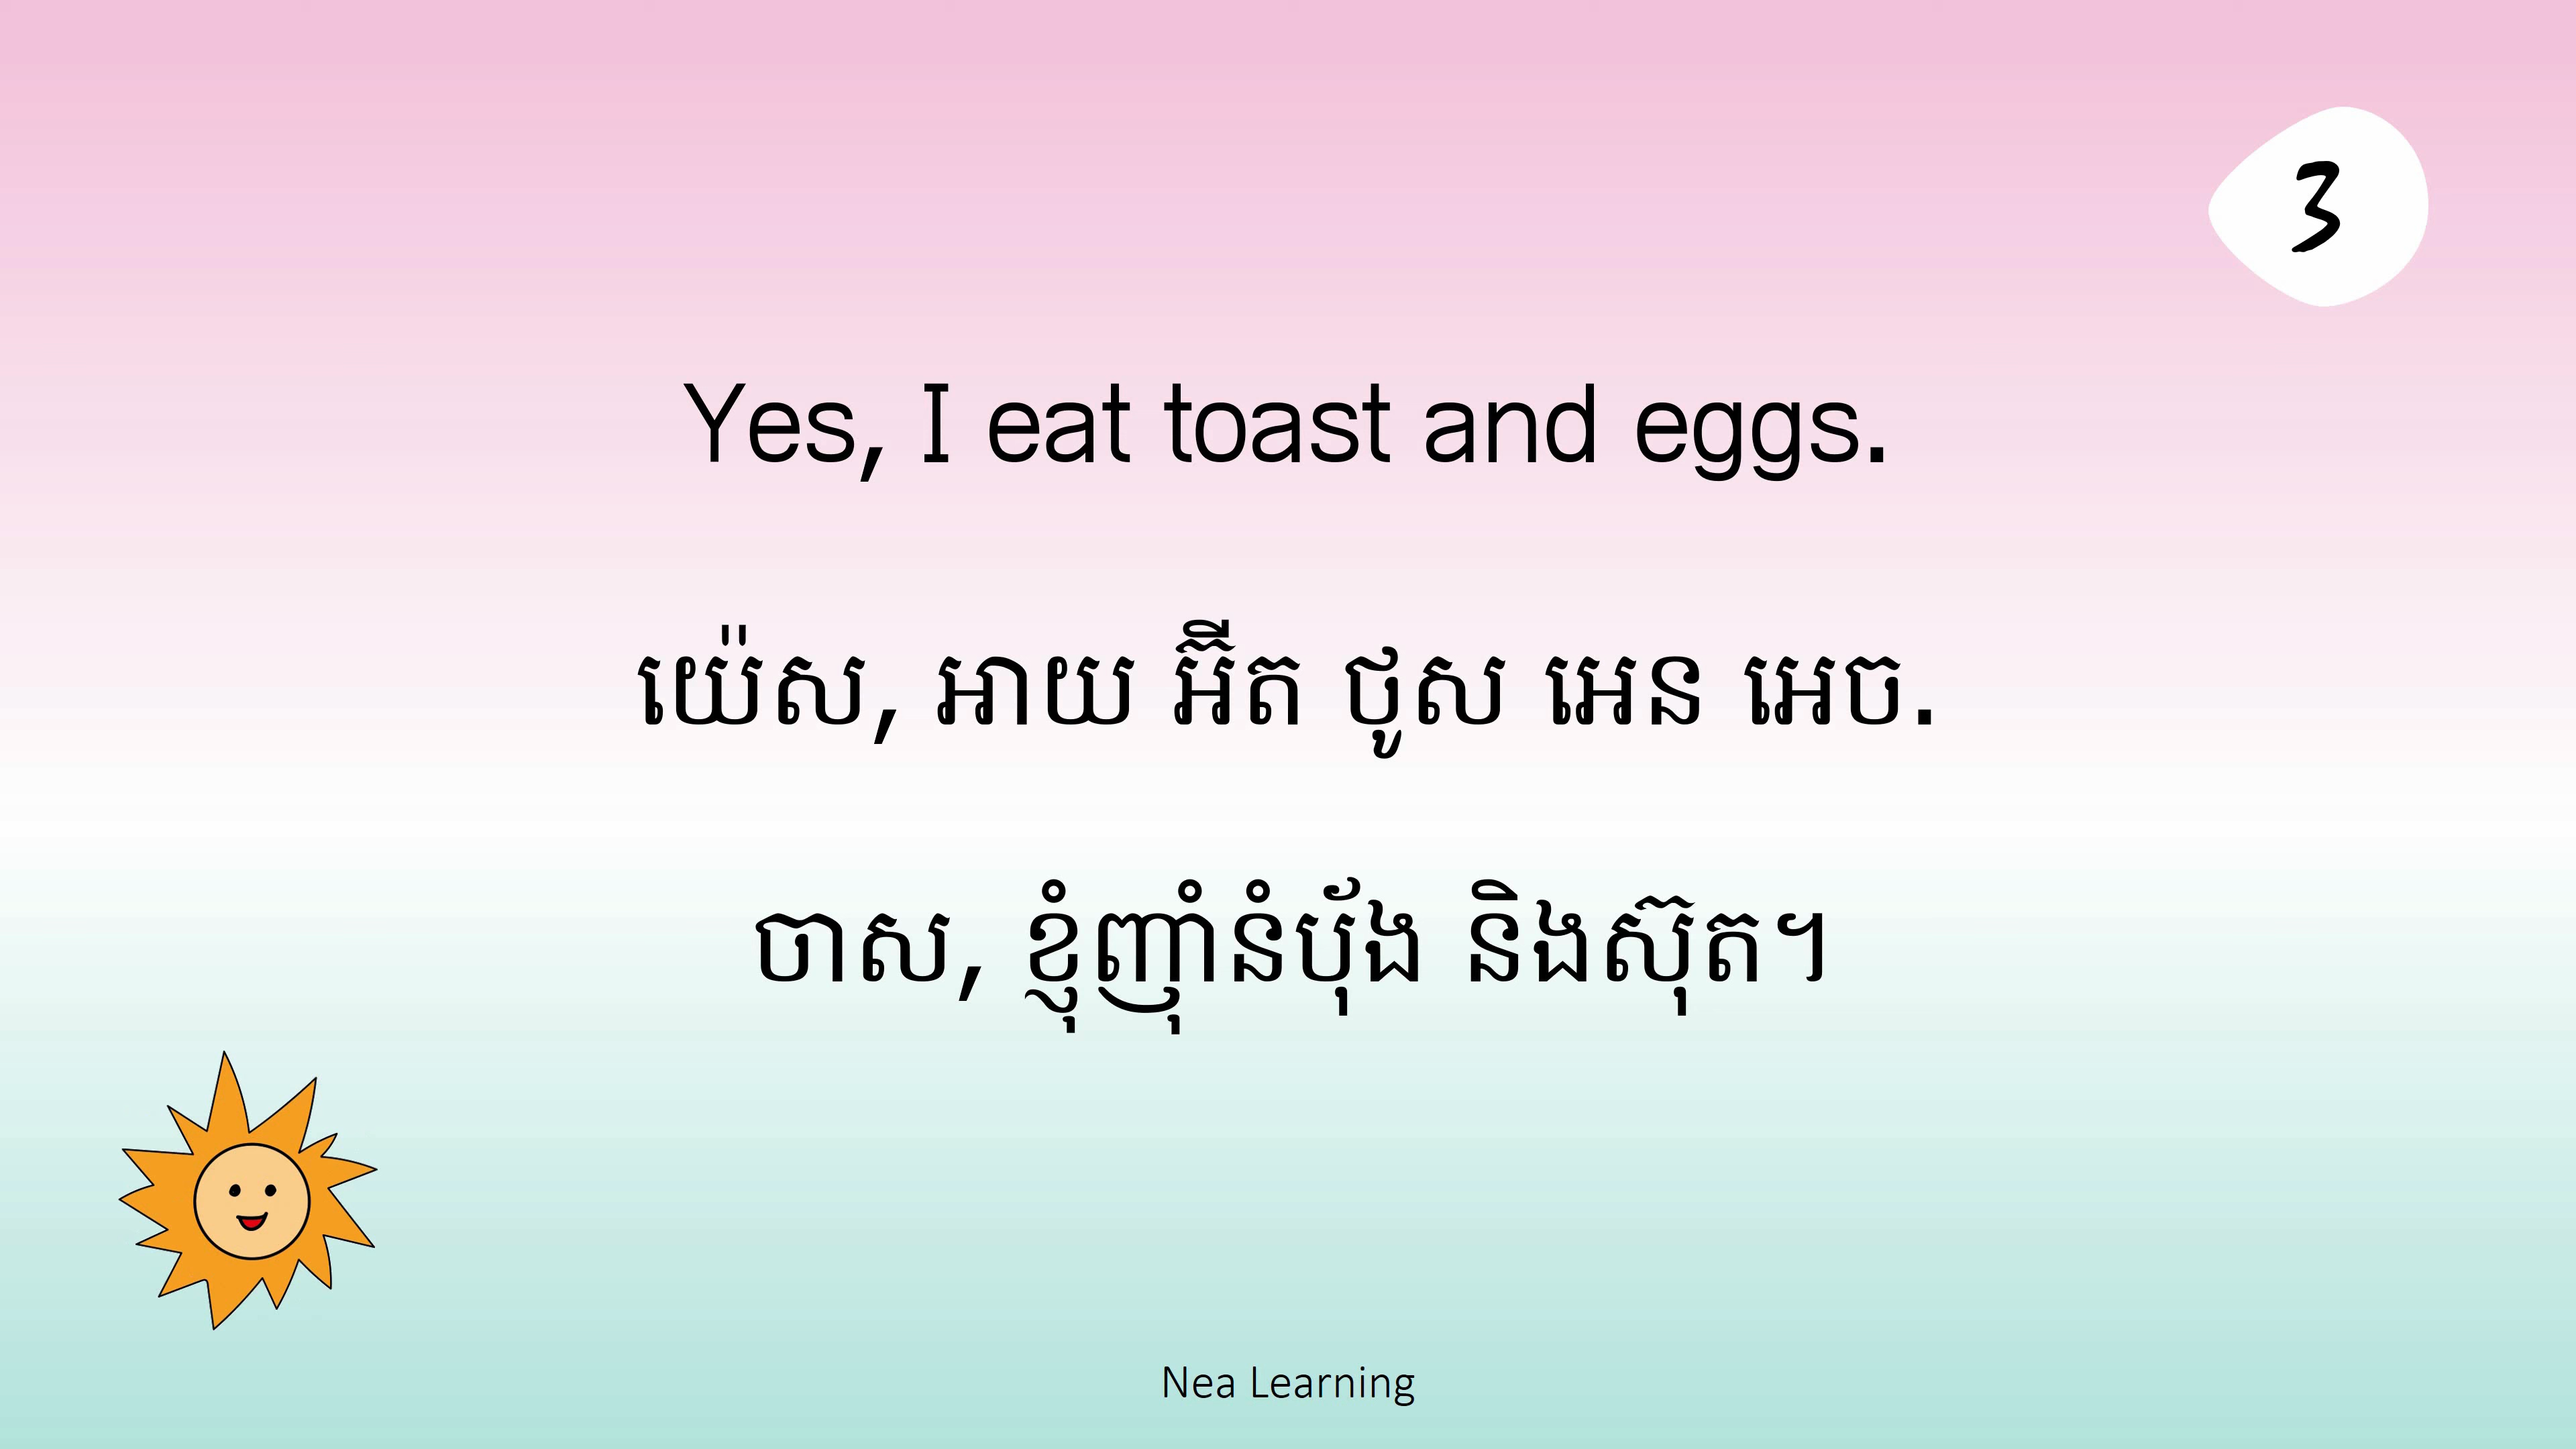 3
Yes, I eat toast and eggs.
យ៉េស, អាយ អ៊ីត ថូស អេន អេច.
ចាស, ខ្ញុំញ៉ាំនំប៉័ង និងស៊ុត។
Nea Learning